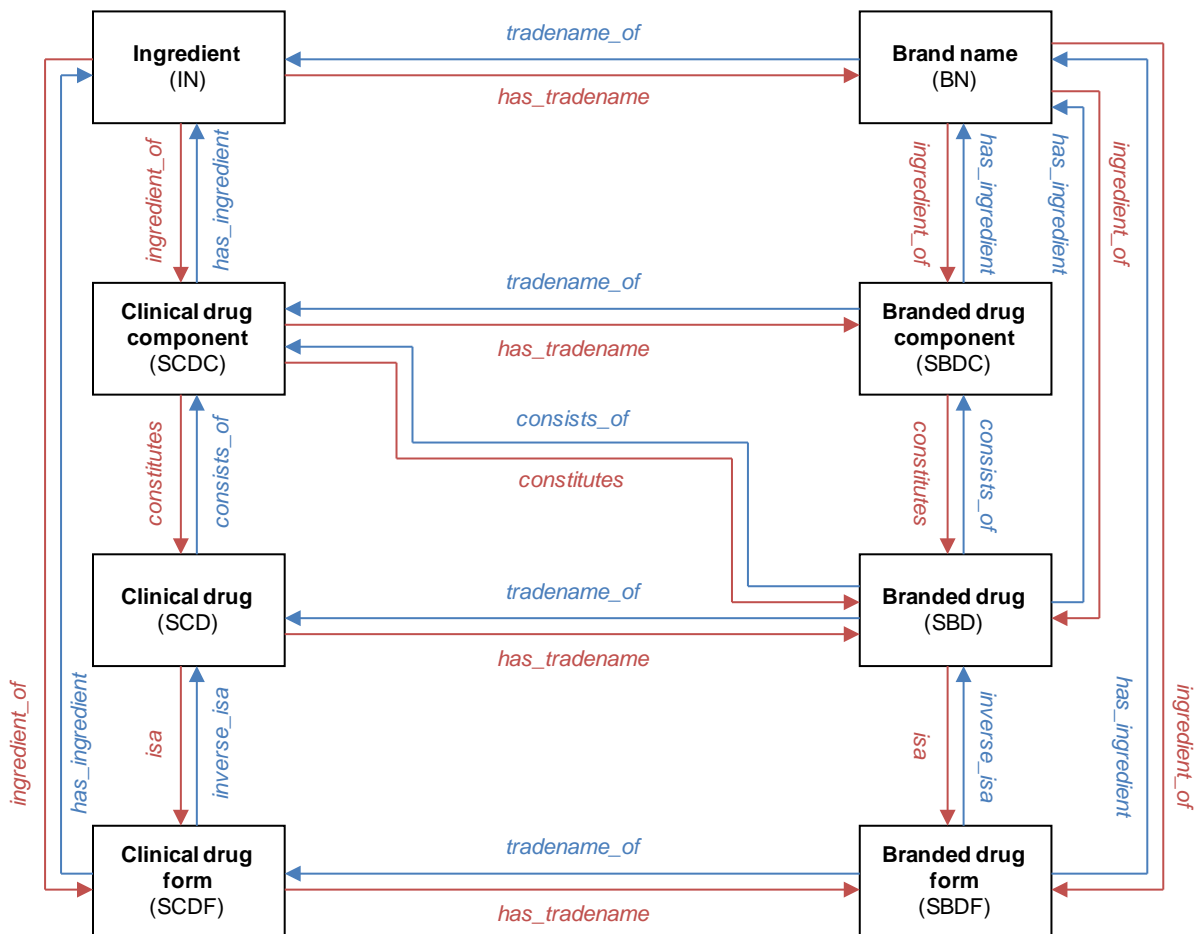 Ingredient
(IN)
tradename_of
has_tradename
Brand name
(BN)
ingredient_of
has_ingredient
ingredient_of
has_ingredient
has_ingredient
ingredient_of
Clinical drug
component
(SCDC)
tradename_of
has_tradename
Branded drug
component
(SBDC)
consists_of
constitutes
constitutes
consists_of
constitutes
consists_of
Clinical drug
(SCD)
tradename_of
has_tradename
Branded drug
(SBD)
ingredient_of
has_ingredient
isa
inverse_isa
isa
inverse_isa
has_ingredient
ingredient_of
Clinical drug
form
(SCDF)
tradename_of
has_tradename
Branded drug
form
(SBDF)